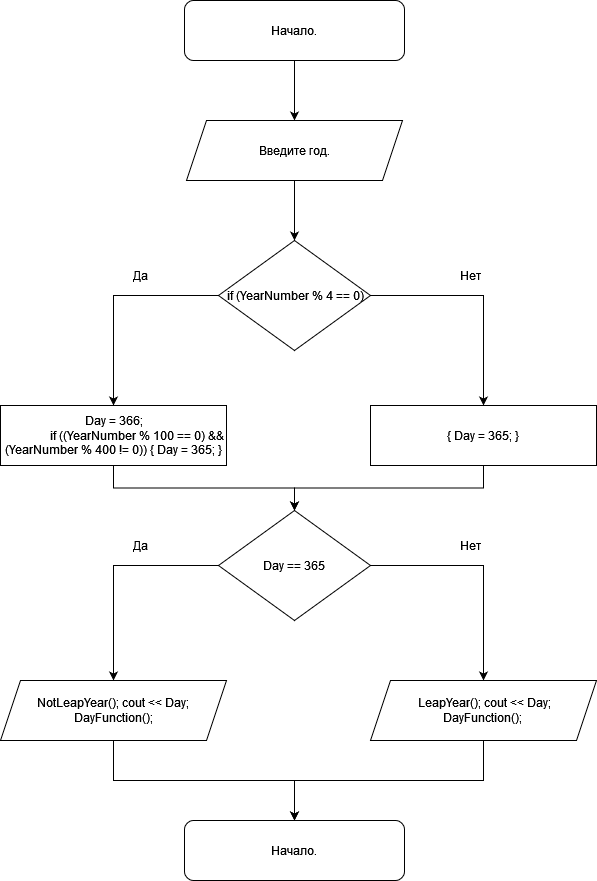 Начало.
Введите год.
Да
Нет
if (YearNumber % 4 == 0)
Day = 366;
if ((YearNumber % 100 == 0) &&
(YearNumber % 400 != 0)) { Day = 365; }
{ Day = 365; }
Да
Нет
Day == 365
NotLeapYear(); cout << Day;
DayFunction();
LeapYear(); cout << Day;
DayFunction();
Начало.